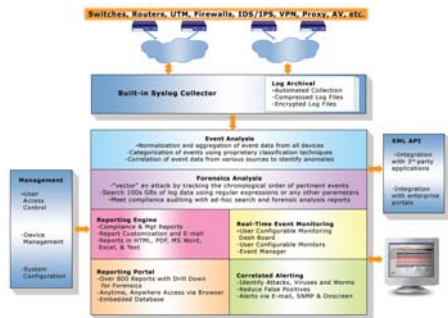 Switches, Routers, UTM, Firewalls, IDS/IPS, VPN, Proxy, AV, etc.
Built-in Syslog Collector
Log Archival
-Automated Collection
-Compressed Log Files
-Encrypted Log Files
Event Analysis
-Normalization and aggregation of event data from all devices
-Categorization of events using proprietary classification techniques
-Correlation of event data from various sources to identify anomalies
Forensics Analysis
-"vector" an attack by tracking the chronological order of pertinent events
-Search 100s GBs of log data using regular expressions or any other parameters
-Meet compliance auditing with ad-hoc search and forensic analysis reports
XML API
-Integration
with 3rd party
applications
-Integration
with enterprise
portals
Management
-User
Access
Control
-Device
Management
-System
Configuration
Reporting Engine
-Compliance & Mgt Reports
-Report Customization and E-mail
-Reports in HTML, PDF, MS Word,
Excel, & Text
Real-Time Event Monitoring
-User Configurable Monitoring
Dash Board
-User Configurable Monitors
-Event Manager
Reporting Portal
-Over 800 Reports with Drill Down
for Forensics
-Anytime, Anywhere Access via Browser
-Embedded Database
Correlated Alerting
-Identify Attacks, Viruses and Worms
-Reduce False Positives
-Alerts via E-mail, SNMP & Onscreen